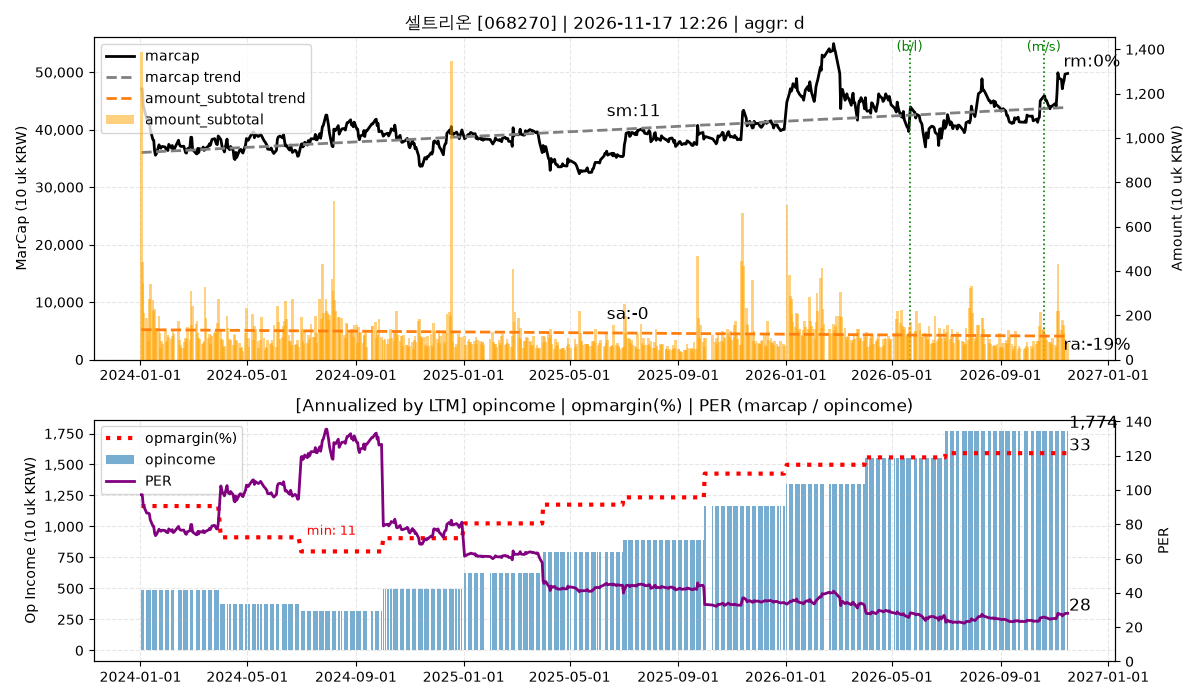 셀트리온 [068270] | 2026-11-17 12:26 | aggr: d
marcap
marcap trend
amount_subtotal trend
amount_subtotal
(b/l)
(m/s)
rm:0%
sm:11
sa:-0
ra:-19%
MarCap (10 uk KRW)
50,000
40,000
30,000
20,000
10,000
0
Amount (10 uk KRW)
1,400
1,200
1,000
800
600
400
200
0
2024-01-01 2024-05-01 2024-09-01 2025-01-01 2025-05-01 2025-09-01 2026-01-01 2026-05-01 2026-09-01 2027-01-01
[Annualized by LTM] opincome | opmargin(%) | PER (marcap / opincome)
opmargin(%)
opincome
PER
min: 11
1,774
33
28
Op Income (10 uk KRW)
1,750
1,500
1,250
1,000
750
500
250
0
PER
140
120
100
80
60
40
20
0
2024-01-01 2024-05-01 2024-09-01 2025-01-01 2025-05-01 2025-09-01 2026-01-01 2026-05-01 2026-09-01 2027-01-01